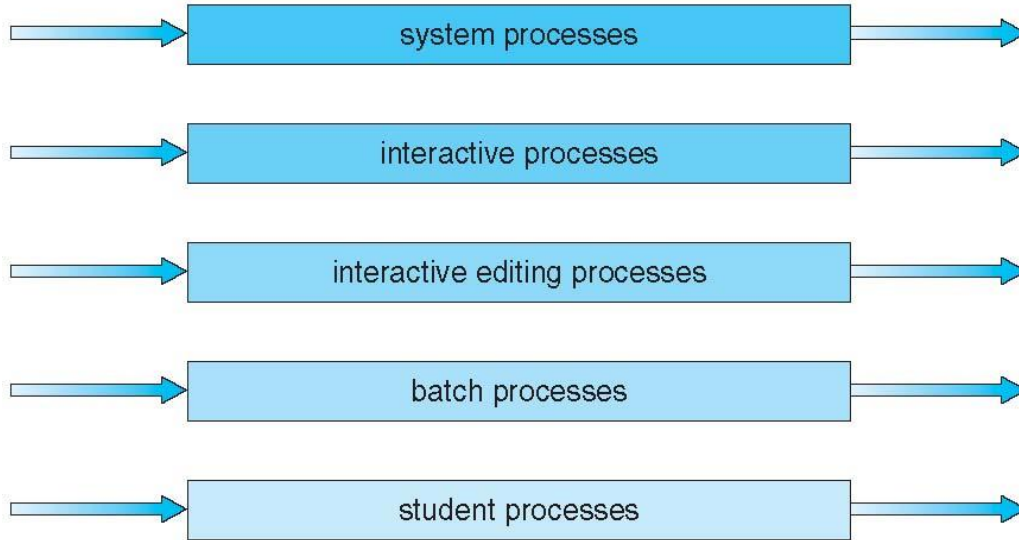 system processes
interactive processes
interactive editing processes
batch processes
student processes